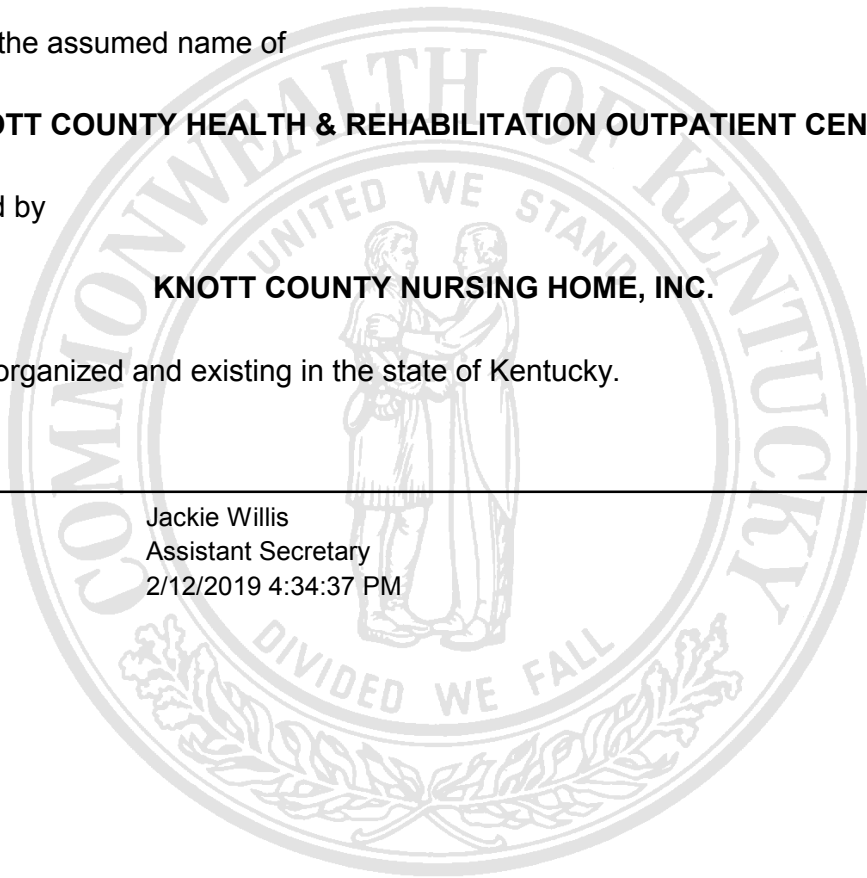 the assumed name of
OTT COUNTY HEALTH & REHABILITATION OUTPATIENT CEN
d by
KNOTT COUNTY NURSING HOME, INC.
organized and existing in the state of Kentucky.
Jackie Willis
Assistant Secretary
2/12/2019 4:34:37 PM
COMMONWEALTH OF KENTUCKY
UNITED WE STAND
DIVIDED WE FALL